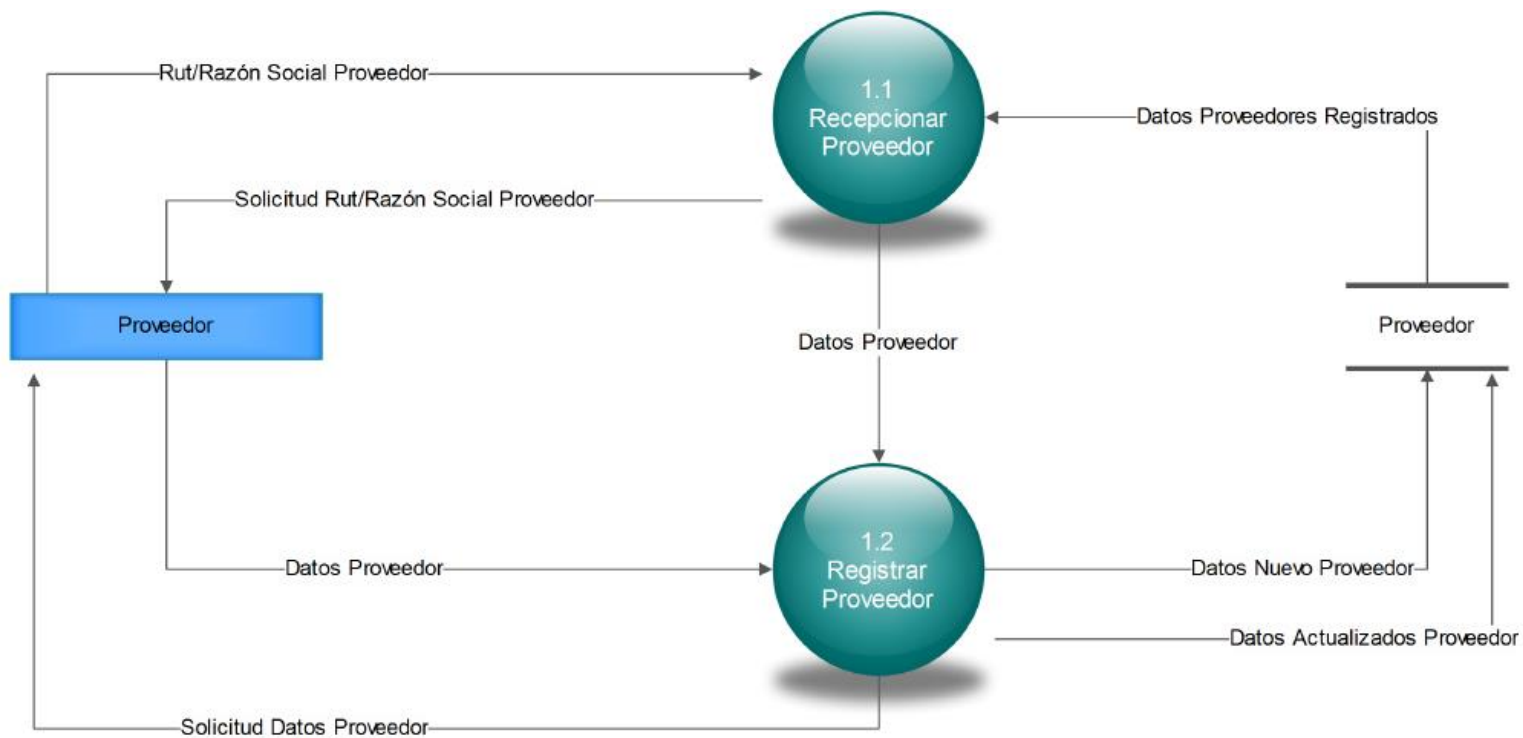 Rut/Razón Social Proveedor
1.1
Recepcionar
Proveedor
Datos Proveedores Registrados
Solicitud Rut/Razón Social Proveedor
Proveedor
Proveedor
Datos Proveedor
1.2
Registrar
Proveedor
Datos Proveedor
Datos Nuevo Proveedor
Datos Actualizados Proveedor
Solicitud Datos Proveedor